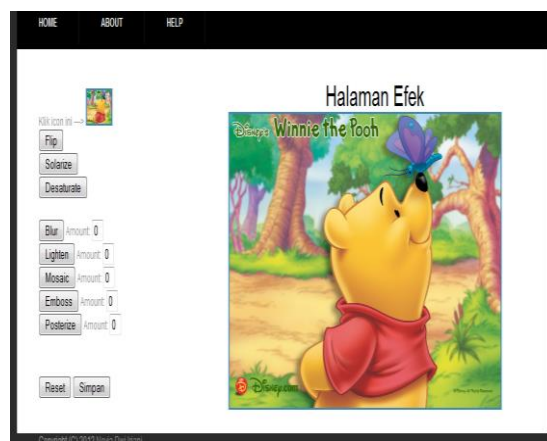 HOME ABOUT HELP
Halaman Efek
Klik icon ini --->
Flip
Solarize
Desaturate
Blur Amount: 0
Lighten Amount: 0
Mosaic Amount: 0
Emboss Amount: 0
Posterize Amount: 0
Reset Simpan
Disney's Winnie the Pooh
Disney.com
Copyright (C) 2012